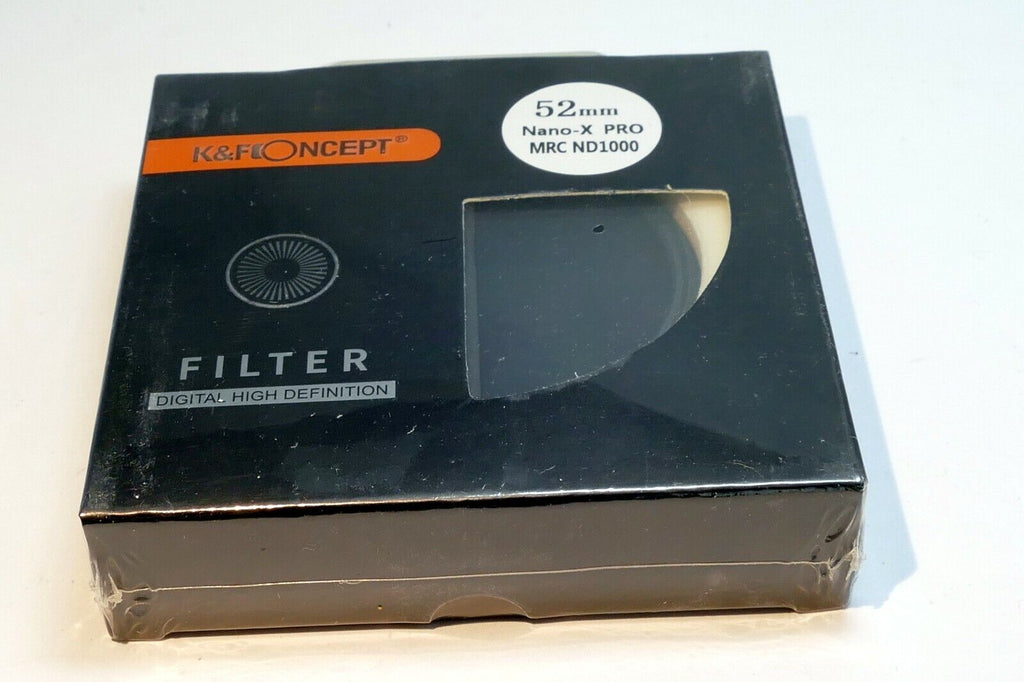 52mm
Nano-X PRO
MRC ND1000
K&F CONCEPT®
FILTER
DIGITAL HIGH DEFINITION